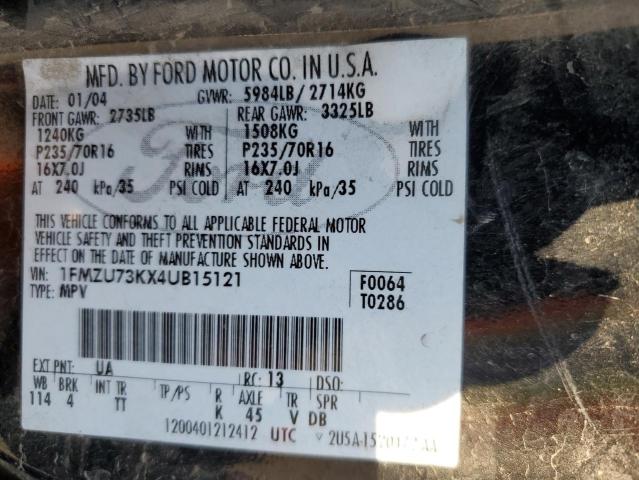 MFD. BY FORD MOTOR CO. IN U.S.A.
DATE: 01/04 GVWR: 5984LB/2714KG
FRONT GAWR: 2735LB REAR GAWR: 3325LB
1240KG WITH 1508KG WITH
P235/70R16 TIRES P235/70R16 TIRES
16X7.0J RIMS 16X7.0J RIMS
AT 240 kPa/35 PSI COLD AT 240 kPa/35 PSI COLD
Ford
THIS VEHICLE CONFORMS TO ALL APPLICABLE FEDERAL MOTOR
VEHICLE SAFETY AND THEFT PREVENTION STANDARDS IN
EFFECT ON THE DATE OF MANUFACTURE SHOWN ABOVE.
VIN: 1FMZU73KX4UB15121 F0064
TYPE: MPV T0286
EXT PNT: UA RC: 13 DSO:
WB BRK INT TR TP/PS R AXLE TR SPR
114 4 TT K 45 V DB
1200401212412 UTC